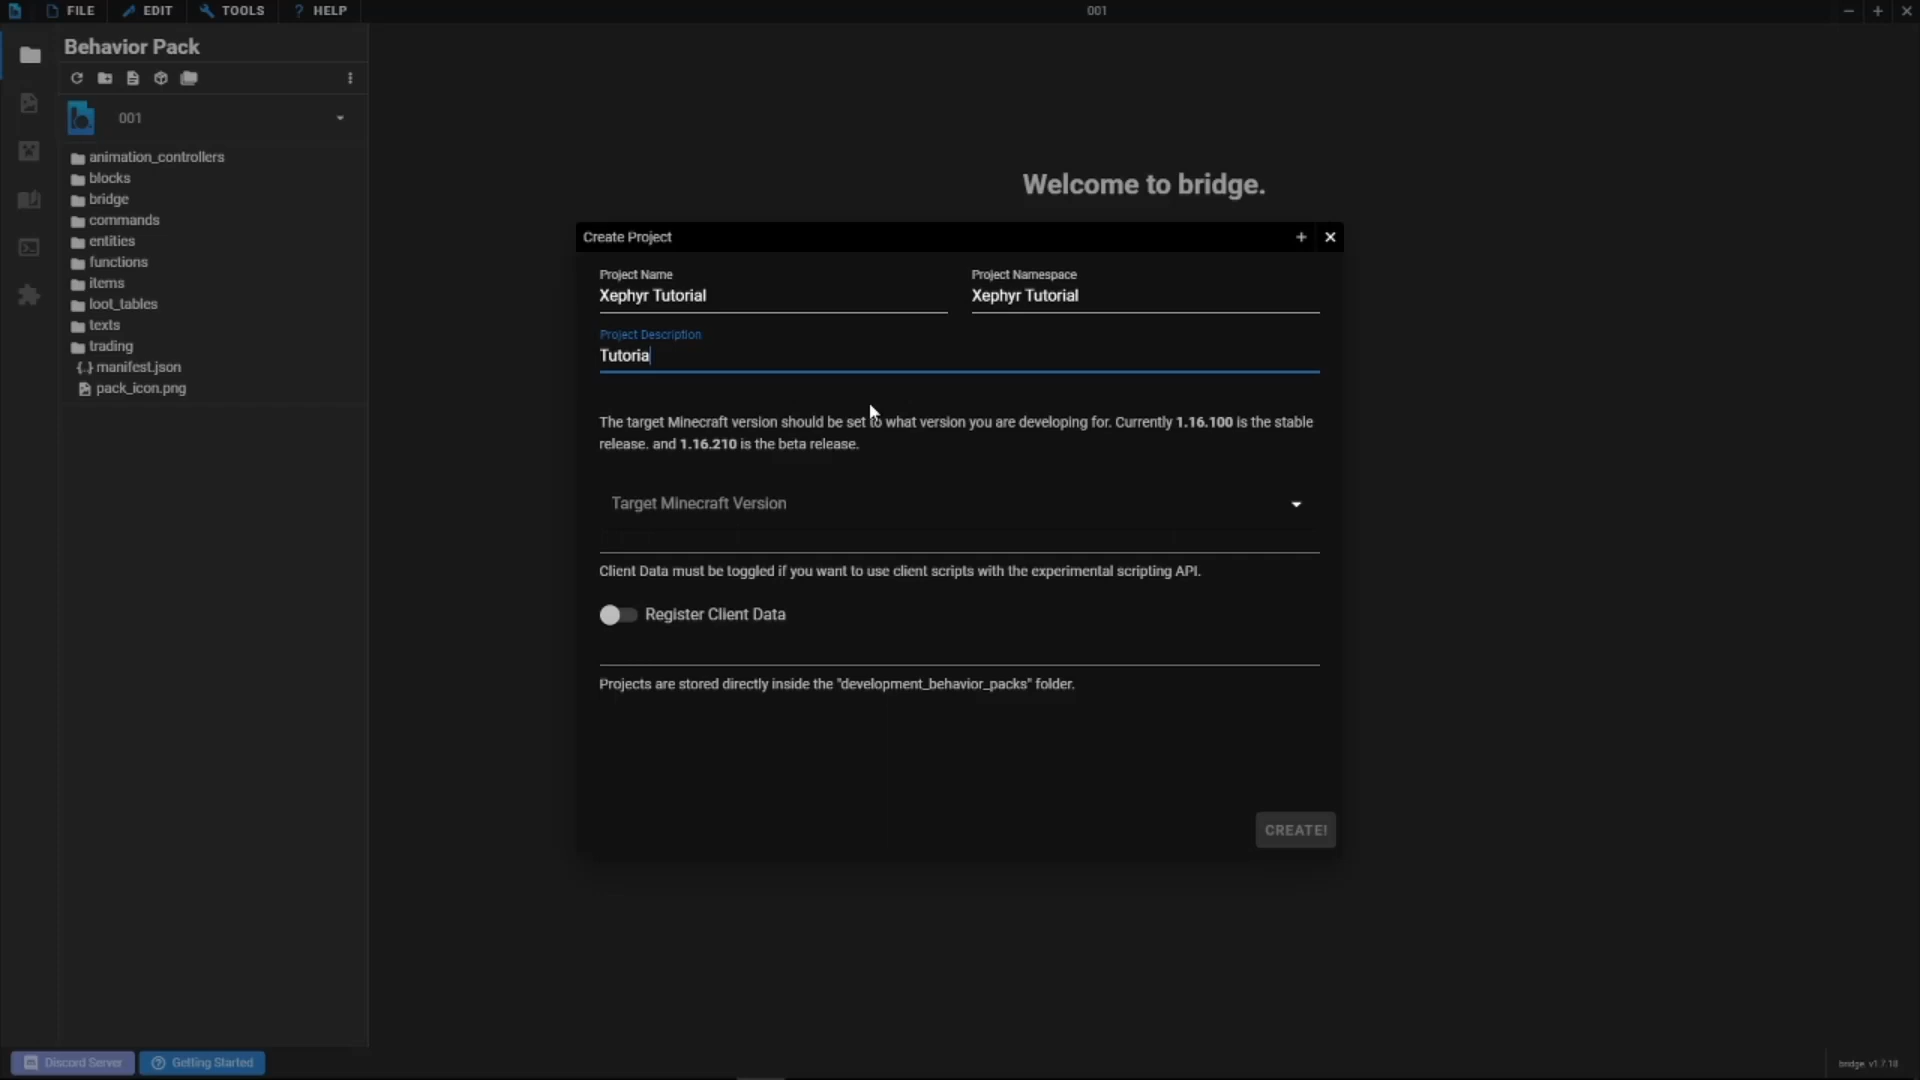 FILE EDIT TOOLS HELP 001
Behavior Pack
001
animation_controllers
blocks
bridge
commands
entities
functions
items
loot_tables
texts
trading
{..} manifest.json
pack_icon.png
Welcome to bridge.
Create Project
Project Name Project Namespace
Xephyr Tutorial Xephyr Tutorial
Project Description
Tutoria
The target Minecraft version should be set to what version you are developing for. Currently 1.16.100 is the stable
release. and 1.16.210 is the beta release.
Target Minecraft Version
Client Data must be toggled if you want to use client scripts with the experimental scripting API.
Register Client Data
Projects are stored directly inside the "development_behavior_packs" folder.
CREATE!
Discord Server Getting Started
bridge. v1.7.18